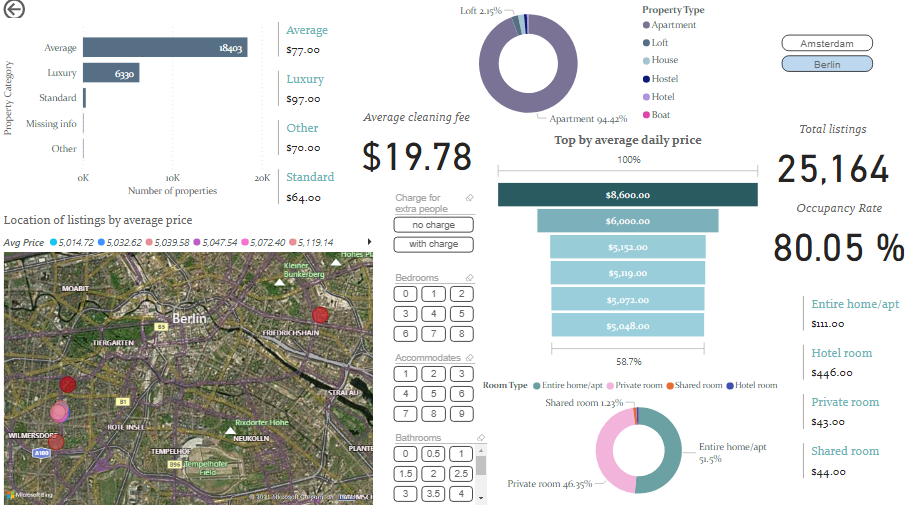 Property Category
Average
18403
Luxury
6330
Standard
Missing info
Other
0K
10K
20K
Number of properties
Average
$77.00
Luxury
$97.00
Other
$70.00
Standard
$64.00
Average cleaning fee
$19.78
Loft 2.15%
Apartment 94.42%
Property Type
Apartment
Loft
House
Hostel
Hotel
Boat
Amsterdam
Berlin
Total listings
25,164
Occupancy Rate
80.05 %
Entire home/apt
$111.00
Hotel room
$446.00
Private room
$43.00
Shared room
$44.00
Top by average daily price
100%
$8,600.00
$6,000.00
$5,152.00
$5,119.00
$5,072.00
$5,048.00
58.7%
Charge for
extra people
no charge
with charge
Bedrooms
0 1 2
3 4 5
6 7 8
Accommodates
1 2 3
4 5 6
7 8 9
Bathrooms
0 0.5 1
1.5 2 2.5
3 3.5 4
Location of listings by average price
Avg Price 5,014.72 5,032.62 5,039.58 5,047.54 5,072.40 5,119.14
Kleiner
Bunkerberg
MOABIT
Berlin
B5
FRIEDRICHSHAIN
TIERGARTEN
STRALAU
B1
ROTE INSEL
Rixdorfer Höhe
NEUKOLLN
WILMERSDORF
A100
TEMPELHOF
B96
Tempelhofer
Field
Microsoft Bing
Room Type Entire home/apt Private room Shared room Hotel room
Shared room 1.23%
Entire home/apt
51.5%
Private room 46.35%